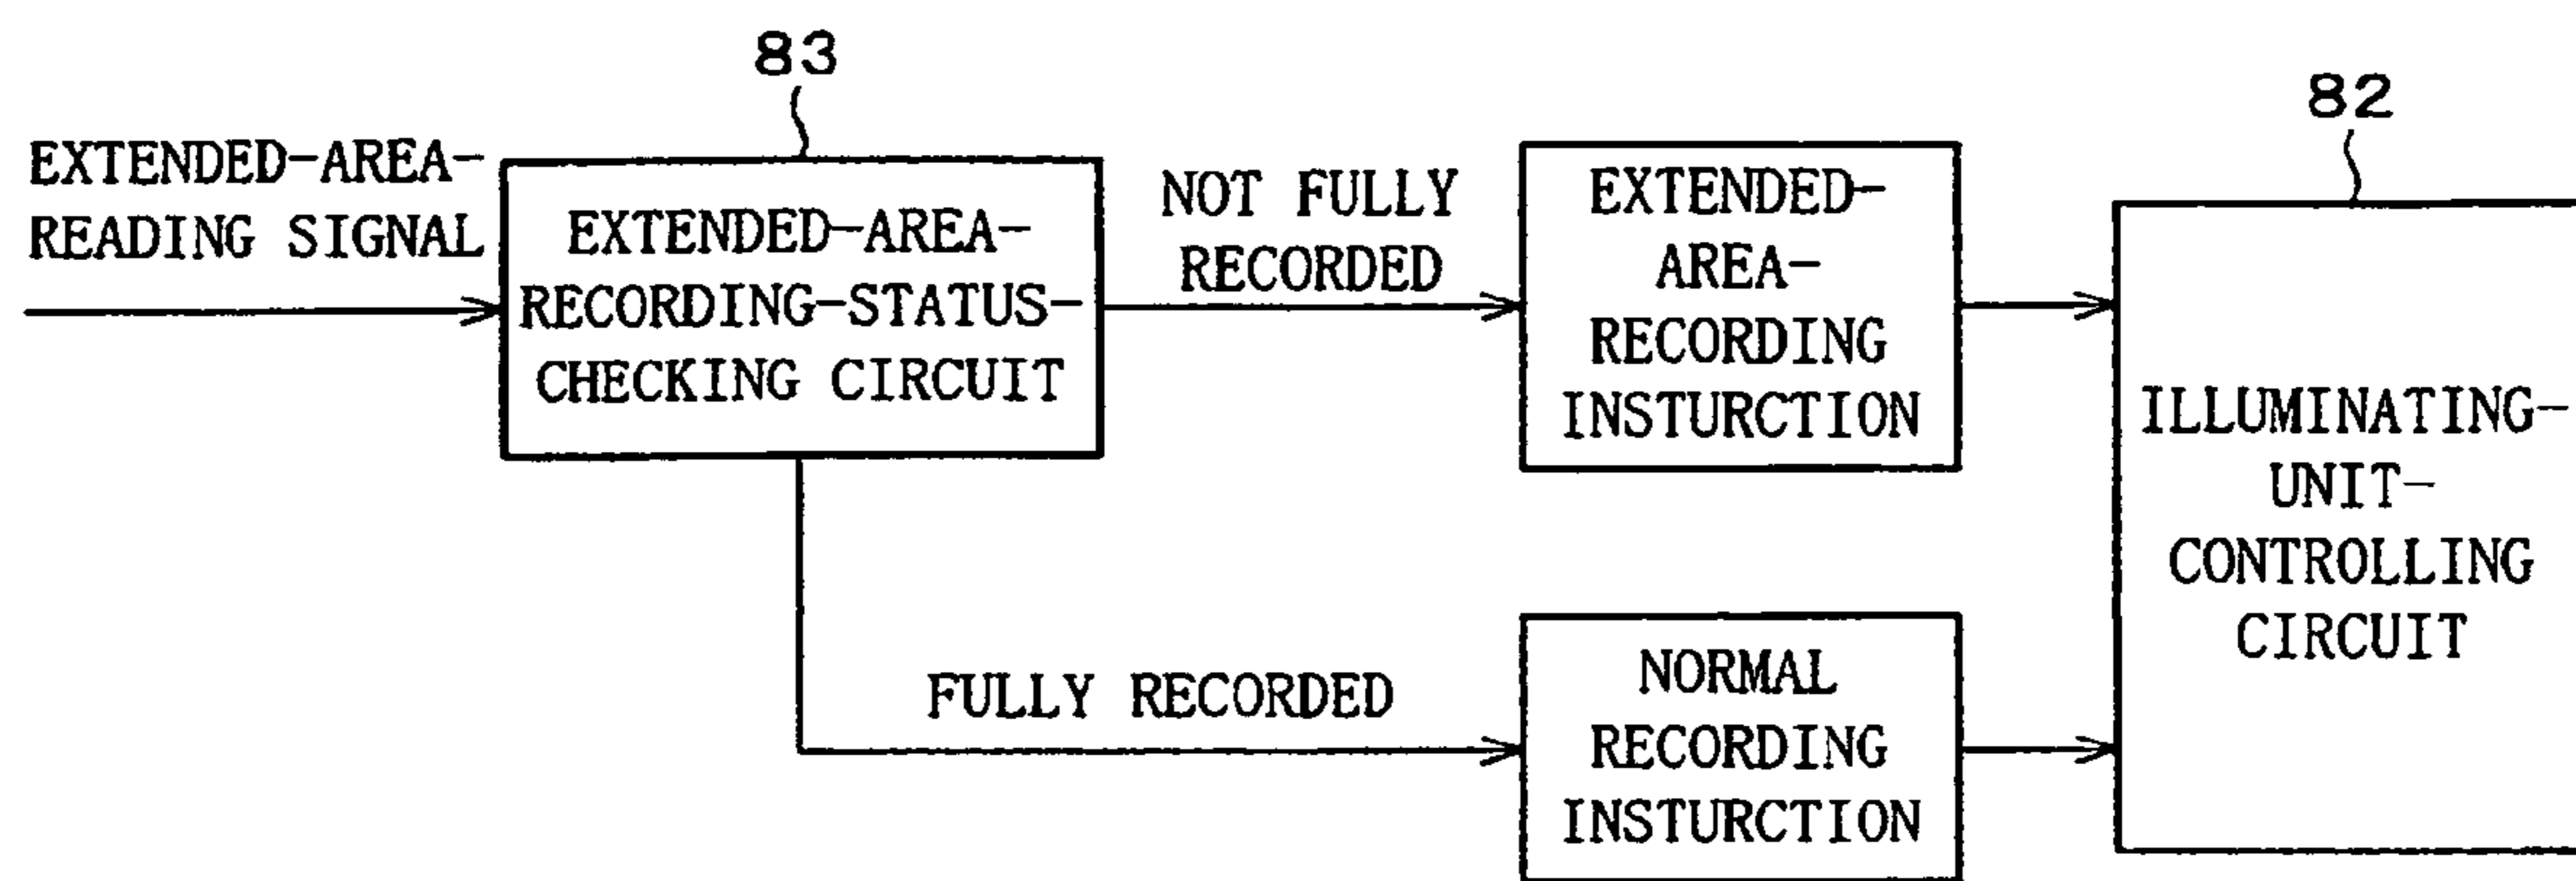 83
82
EXTENDED-AREA-
READING SIGNAL
EXTENDED-AREA-
RECORDING-STATUS-
CHECKING CIRCUIT
NOT FULLY
RECORDED
EXTENDED-
AREA-
RECORDING
INSTURCTION
ILLUMINATING-
UNIT-
CONTROLLING
CIRCUIT
FULLY RECORDED
NORMAL
RECORDING
INSTURCTION